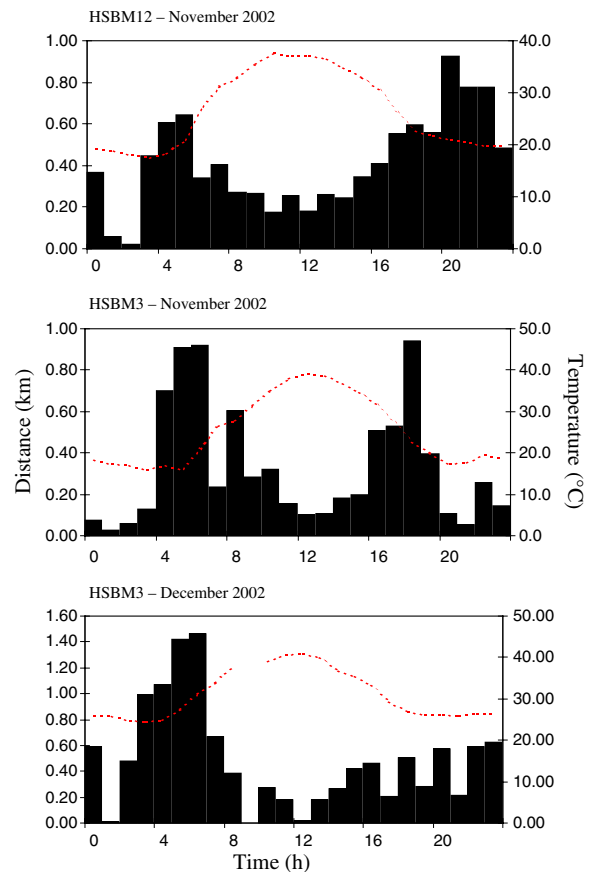 HSBM12 – November 2002
1.00 40.0
0.80 30.0
0.60
20.0
0.40
0.20 10.0
0.00 0.0
0 4 8 12 16 20
HSBM3 – November 2002
1.00 50.0
0.80 40.0
0.60 30.0
0.40 20.0
0.20 10.0
0.00 0.0
0 4 8 12 16 20
Distance (km)
Temperature (°C)
HSBM3 – December 2002
1.60 50.00
1.40
1.20 40.00
1.00 30.00
0.80
0.60 20.00
0.40 10.00
0.20
0.00 0.00
0 4 8 12 16 20
Time (h)